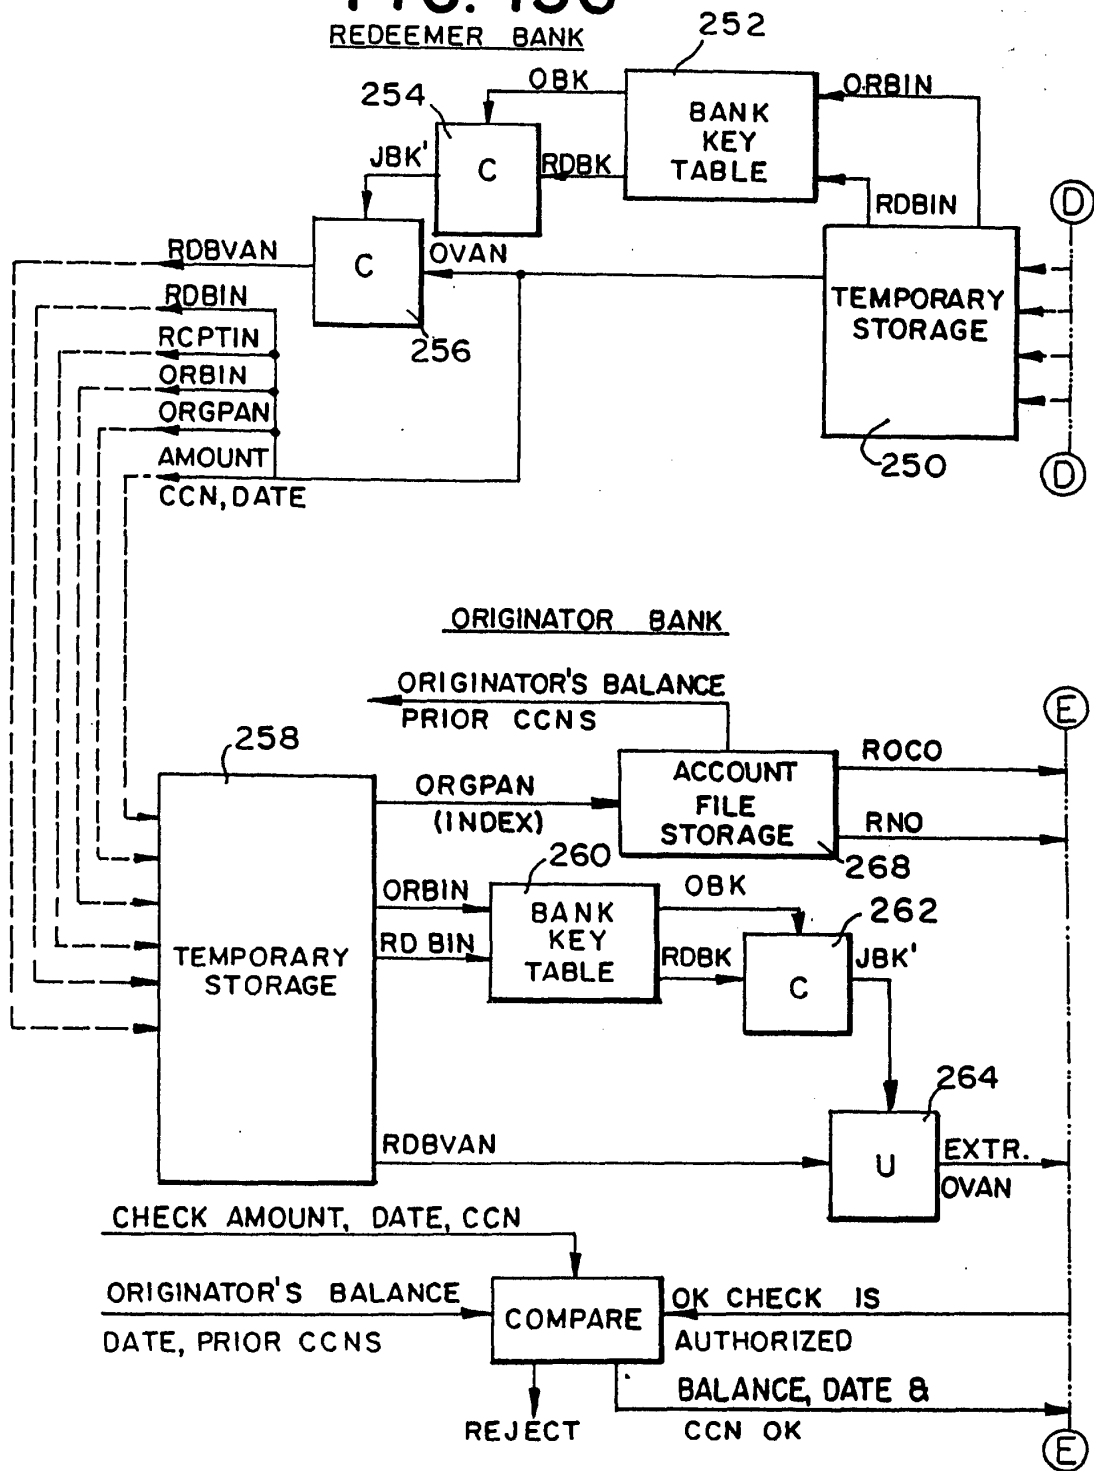 REDEEMER BANK
252
254
OBK
ORBIN
BANK
KEY
TABLE
JBK'
C
RDBK
RDBIN
D
RDBVAN
C
OVAN
TEMPORARY
STORAGE
RDBIN
RCPTIN
256
ORBIN
ORGPAN
AMOUNT
CCN, DATE
250
D
ORIGINATOR BANK
ORIGINATOR'S BALANCE
PRIOR CCNS
E
258
ORGPAN
(INDEX)
ACCOUNT
FILE
STORAGE
ROCO
RNO
268
260
ORBIN
RD BIN
BANK
KEY
TABLE
OBK
RDBK
262
C
JBK'
TEMPORARY
STORAGE
264
RDBVAN
U
EXTR.
OVAN
CHECK AMOUNT, DATE, CCN
ORIGINATOR'S BALANCE
DATE, PRIOR CCNS
COMPARE
OK CHECK IS
AUTHORIZED
REJECT
BALANCE, DATE &
CCN OK
E